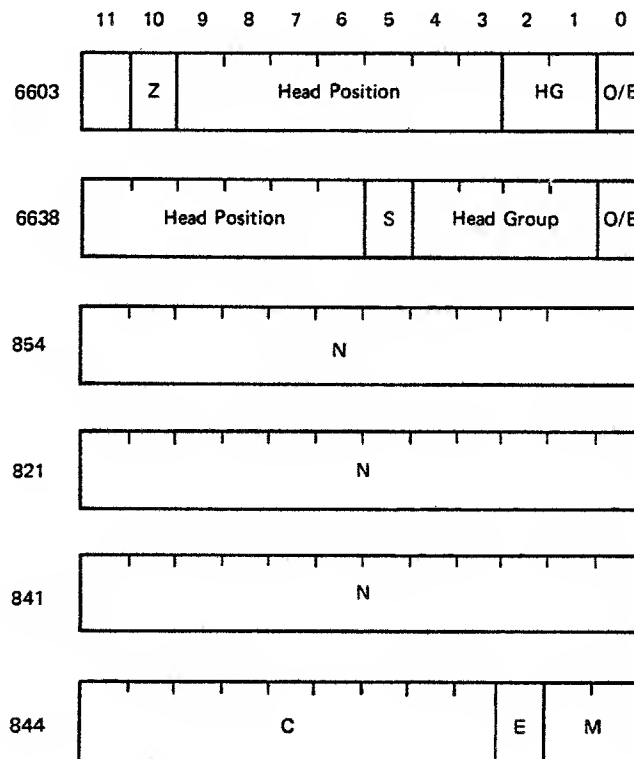 11 10 9 8 7 6 5 4 3 2 1 0
6603 Z Head Position HG O/E
6638 Head Position S Head Group O/E
854 N
821 N
841 N
844 C E M